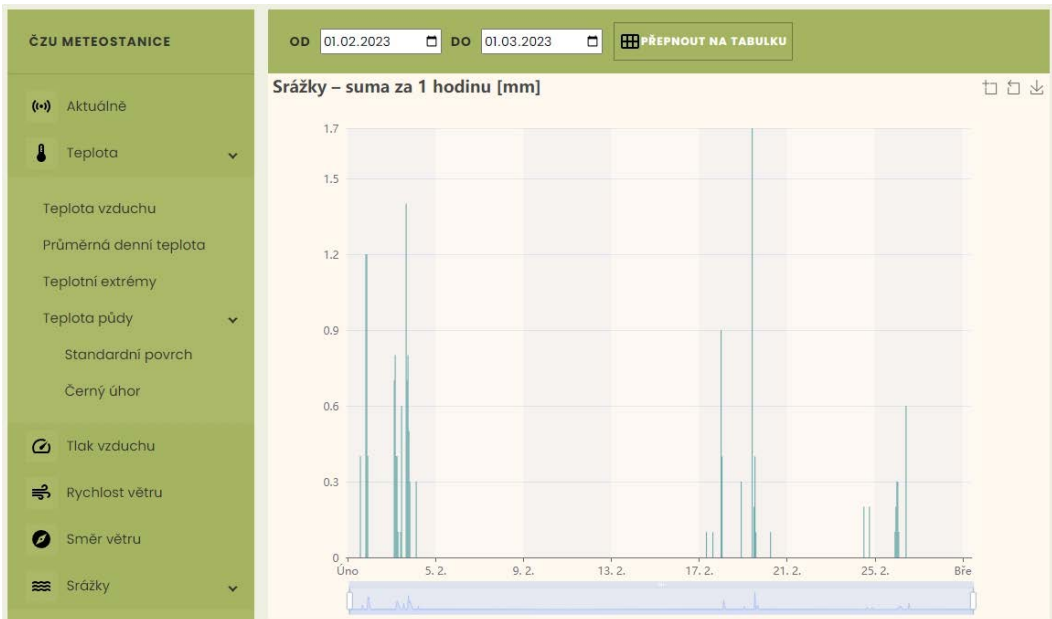 ČZU METEOSTANICE
Aktuálně
Teplota
Teplota vzduchu
Průměrná denní teplota
Teplotní extrémy
Teplota půdy
Standardní povrch
Černý úhor
Tlak vzduchu
Rychlost větru
Směr větru
Srážky
OD 01.02.2023 DO 01.03.2023 PŘEPNOUT NA TABULKU
Srážky – suma za 1 hodinu [mm]
1.7
1.5
1.2
0.9
0.6
0.3
0
Úno 5. 2. 9. 2. 13. 2. 17. 2. 21. 2. 25. 2. Bře